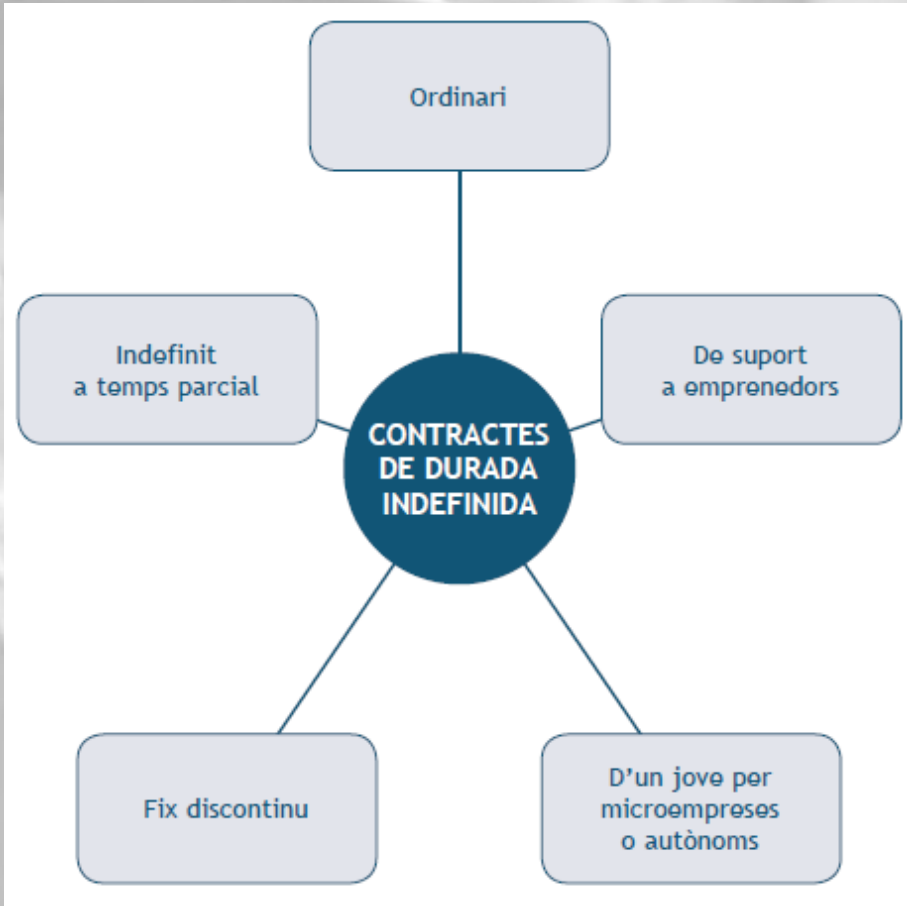 Ordinari
Indefinit
a temps parcial
De suport
a emprenedors
CONTRACTES
DE DURADA
INDEFINIDA
Fix discontinu
D'un jove per
microempreses
o autònoms